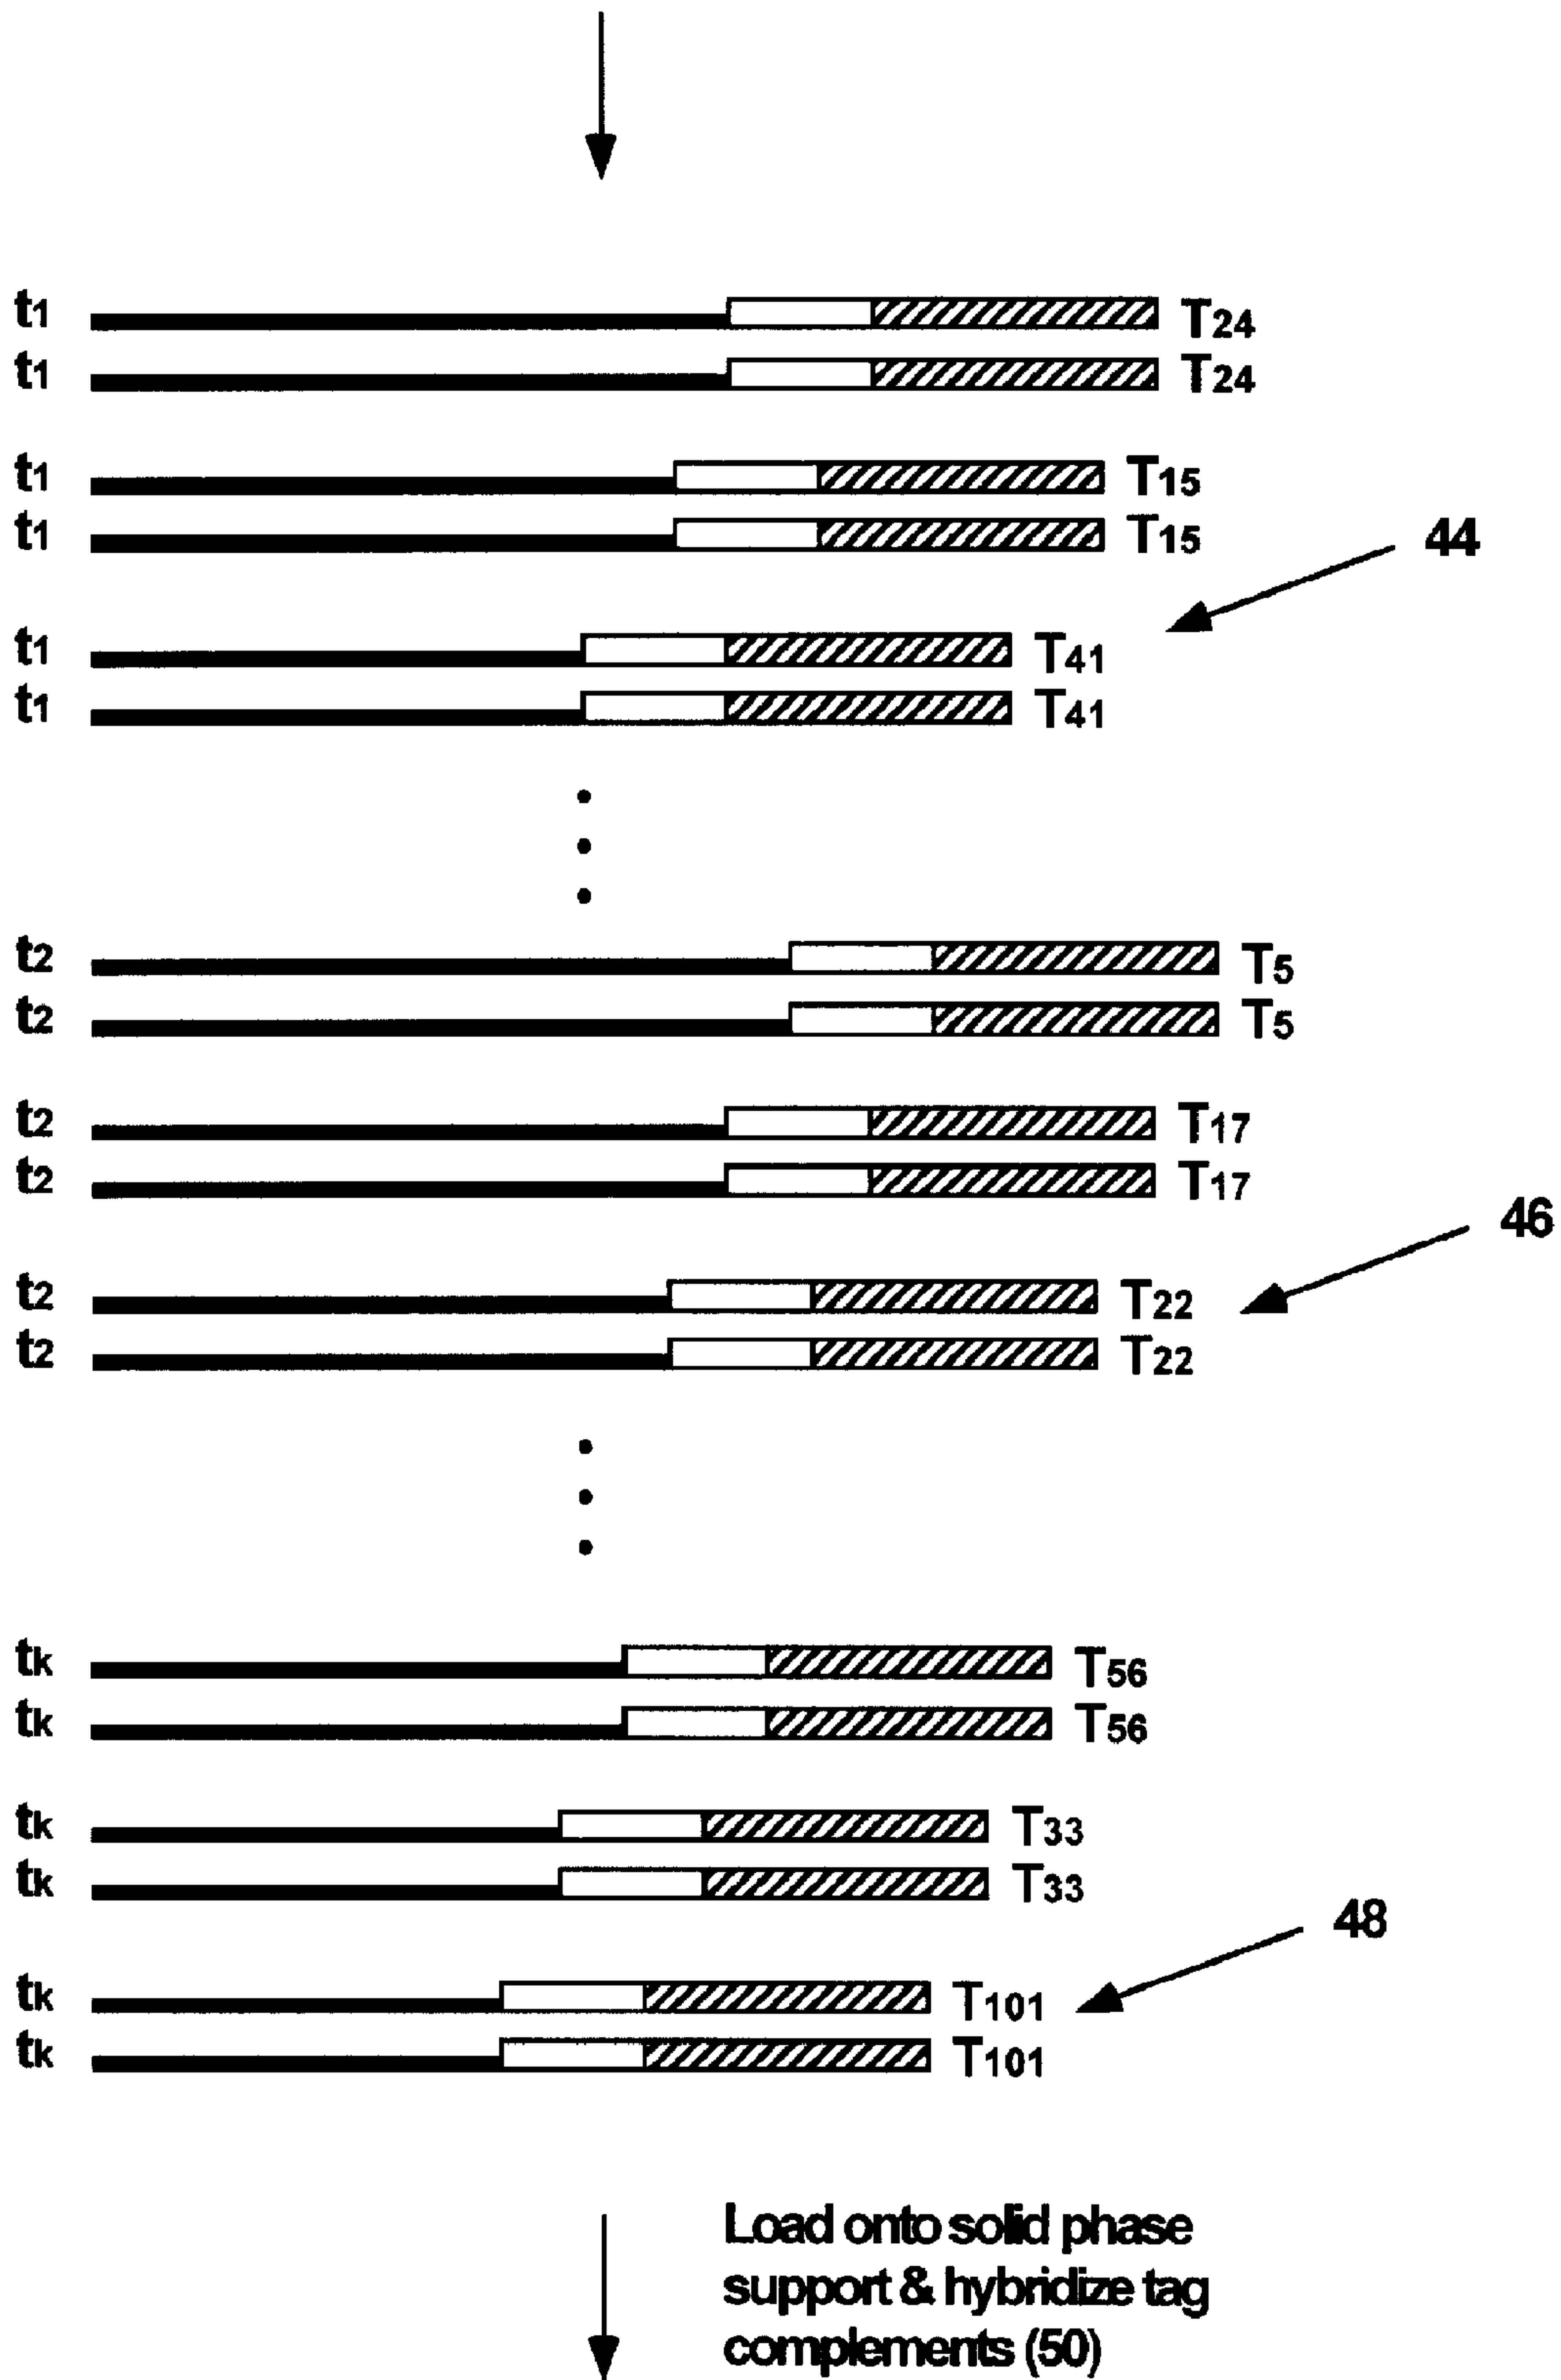 t1 T24
t1 T24
t1 T15
t1 T15
44
t1 T41
t1 T41
t2 T5
t2 T5
t2 T17
t2 T17
46
t2 T22
t2 T22
tk T56
tk T56
tk T33
tk T33
48
tk T101
tk T101
Load onto solid phase
support & hybridize tag
complements (50)